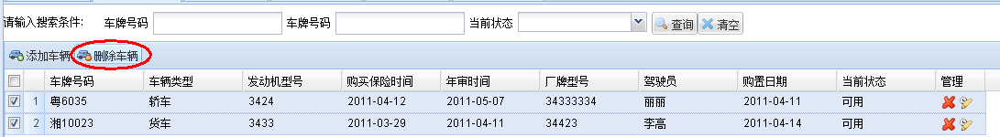 请输入搜索条件: 车牌号码 车牌号码 当前状态 查询 清空
添加车辆 删除车辆
车牌号码 车辆类型 发动机型号 购买保险时间 年审时间 厂牌型号 驾驶员 购置日期 当前状态 管理
1 粤6035 轿车 3424 2011-04-12 2011-05-07 34333334 丽丽 2011-04-11 可用
2 湘10023 货车 3433 2011-03-29 2011-04-11 34423 李高 2011-04-14 可用